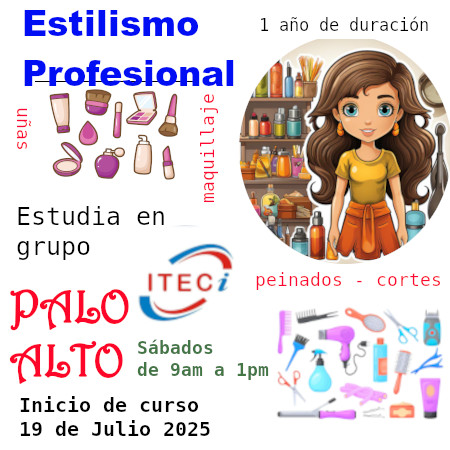 Estilismo
Profesional
1 año de duración
uñas
maquillaje
Estudia en
grupo
ITECi
peinados - cortes
PALO
ALTO
Sábados
de 9am a 1pm
Inicio de curso
19 de Julio 2025